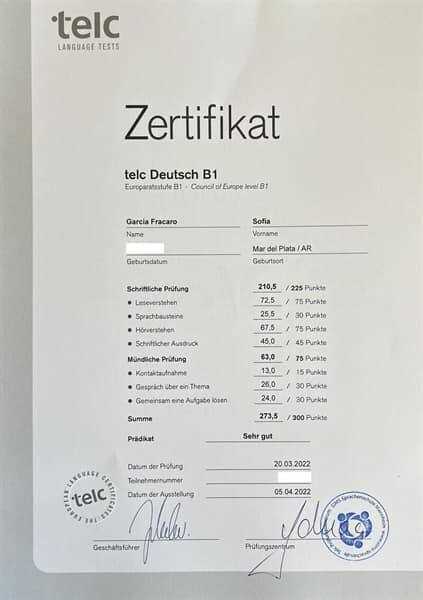 telc
LANGUAGE TESTS
Zertifikat
telc Deutsch B1
Europaratsstufe B1 · Council of Europe level B1
Garcia Fracaro Sofia
Name Vorname
Mar del Plata / AR
Geburtsdatum Geburtsort
Schriftliche Prüfung 210,5 / 225 Punkte
● Leseverstehen 72,5 / 75 Punkte
● Sprachbausteine 25,5 / 30 Punkte
● Hörverstehen 67,5 / 75 Punkte
● Schriftlicher Ausdruck 45,0 / 45 Punkte
Mündliche Prüfung 63,0 / 75 Punkte
● Kontaktaufnahme 13,0 / 15 Punkte
● Gespräch über ein Thema 26,0 / 30 Punkte
● Gemeinsam eine Aufgabe lösen 24,0 / 30 Punkte
Summe 273,5 / 300 Punkte
Prädikat Sehr gut
Datum der Prüfung 20.03.2022
Teilnehmernummer
Datum der Ausstellung 05.04.2022
telc
THE EUROPEAN LANGUAGE CERTIFICATES
Geschäftsführer Prüfungszentrum